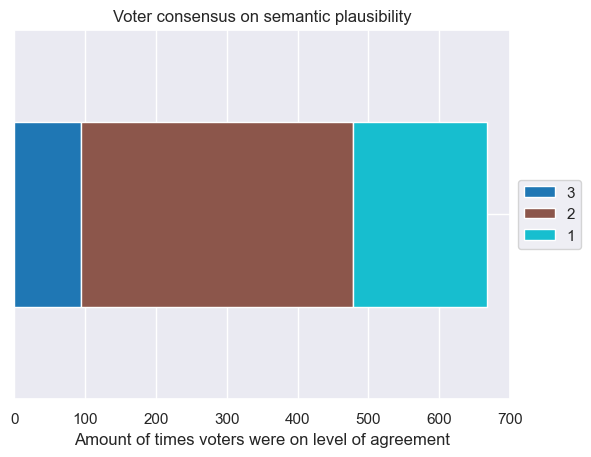 Voter consensus on semantic plausibility
3
2
1
0 100 200 300 400 500 600 700
Amount of times voters were on level of agreement